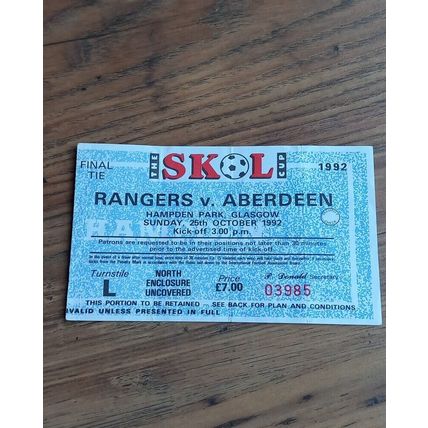 THE SKOL CUP
FINAL TIE
1992
RANGERS v. ABERDEEN
HAMPDEN PARK, GLASGOW
SUNDAY, 25th OCTOBER 1992
Kick-off 3.00 p.m.
Patrons are requested to be in their positions not later than 30 minutes
prior to the advertised time of kick-off.
Turnstile
L
NORTH
ENCLOSURE
UNCOVERED
Price
£7.00
P. Donald Secretary
03985
THIS PORTION TO BE RETAINED - SEE BACK FOR PLAN AND CONDITIONS
INVALID UNLESS PRESENTED IN FULL